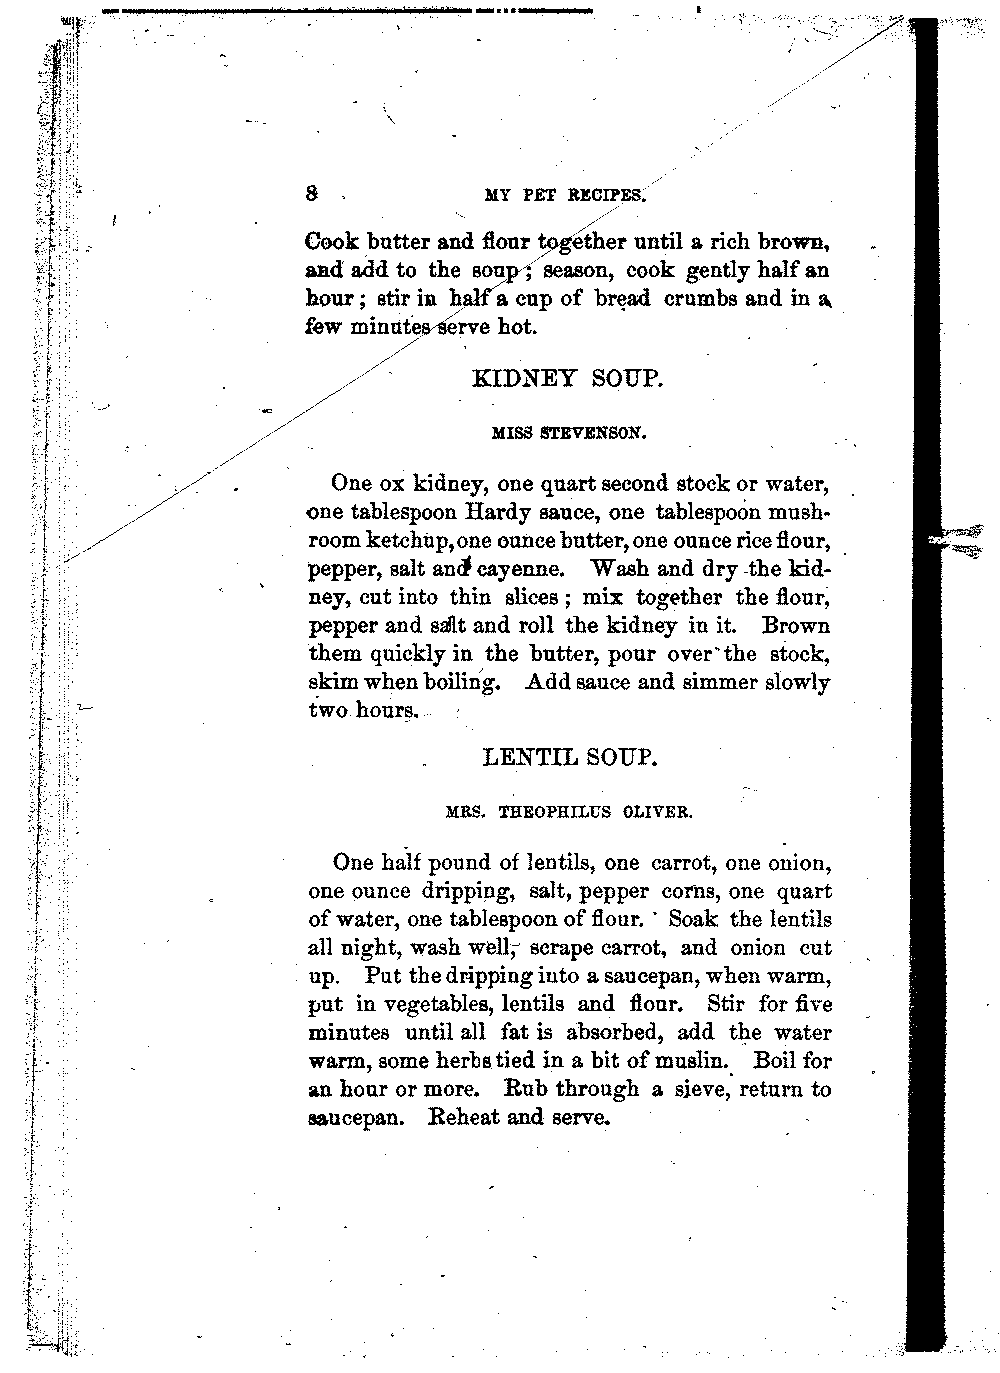 8 MY PET RECIPES.
Cook butter and flour together until a rich brown,
and add to the soup ; season, cook gently half an
hour ; stir in half a cup of bread crumbs and in a
few minutes serve hot.
KIDNEY SOUP.
MISS STEVENSON.
One ox kidney, one quart second stock or water,
one tablespoon Hardy sauce, one tablespoon mush-
room ketchup, one ounce butter, one ounce rice flour,
pepper, salt and cayenne. Wash and dry the kid-
ney, cut into thin slices ; mix together the flour,
pepper and salt and roll the kidney in it. Brown
them quickly in the butter, pour over the stock,
skim when boiling. Add sauce and simmer slowly
two hours.
LENTIL SOUP.
MRS. THEOPHILUS OLIVER.
One half pound of lentils, one carrot, one onion,
one ounce dripping, salt, pepper corns, one quart
of water, one tablespoon of flour. Soak the lentils
all night, wash well, scrape carrot, and onion cut
up. Put the dripping into a saucepan, when warm,
put in vegetables, lentils and flour. Stir for five
minutes until all fat is absorbed, add the water
warm, some herbs tied in a bit of muslin. Boil for
an hour or more. Rub through a sieve, return to
saucepan. Reheat and serve.